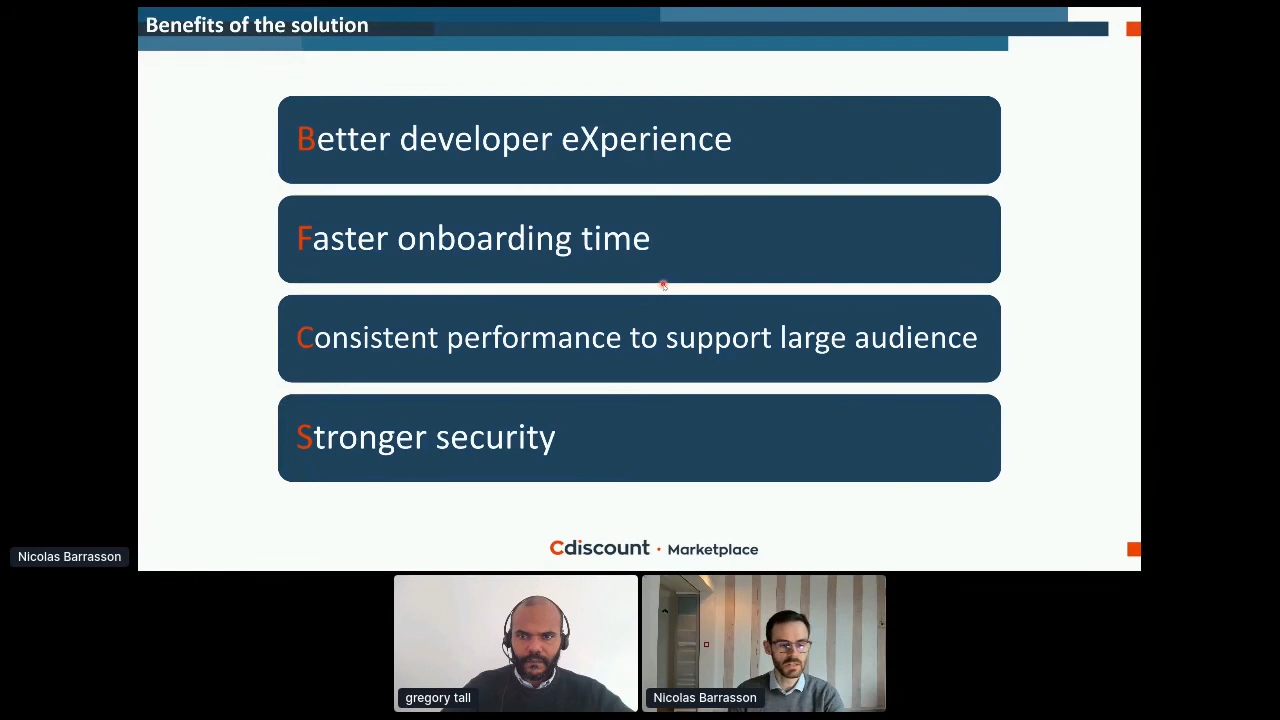 Benefits of the solution
Better developer eXperience
Faster onboarding time
Consistent performance to support large audience
Stronger security
Cdiscount · Marketplace
Nicolas Barrasson
gregory tall
Nicolas Barrasson